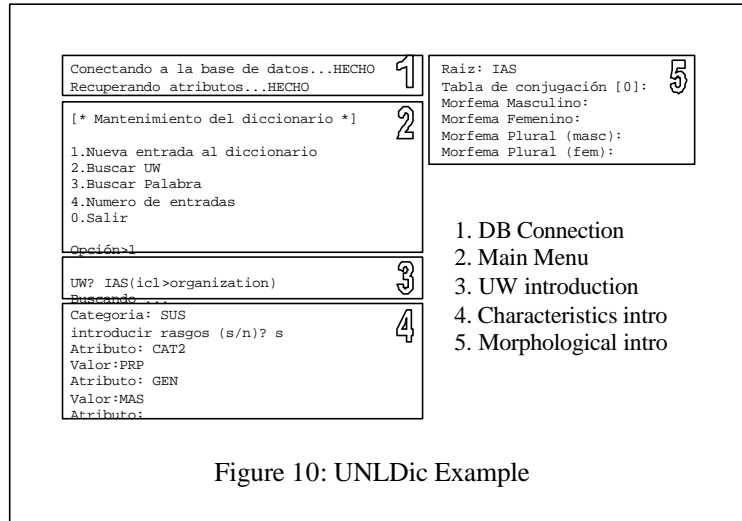 Conectando a la base de datos...HECHO
Recuperando atributos...HECHO
1
[* Mantenimiento del diccionario *]
2
1.Nueva entrada al diccionario
2.Buscar UW
3.Buscar Palabra
4.Numero de entradas
0.Salir
Opción>1
UW? IAS(icl>organization)
3
Buscando ...
Categoria: SUS
4
introducir rasgos (s/n)? s
Atributo: CAT2
Valor:PRP
Atributo: GEN
Valor:MAS
Atributo:
Raiz: IAS
5
Tabla de conjugación [0]:
Morfema Masculino:
Morfema Femenino:
Morfema Plural (masc):
Morfema Plural (fem):
1. DB Connection
2. Main Menu
3. UW introduction
4. Characteristics intro
5. Morphological intro
Figure 10: UNLDic Example